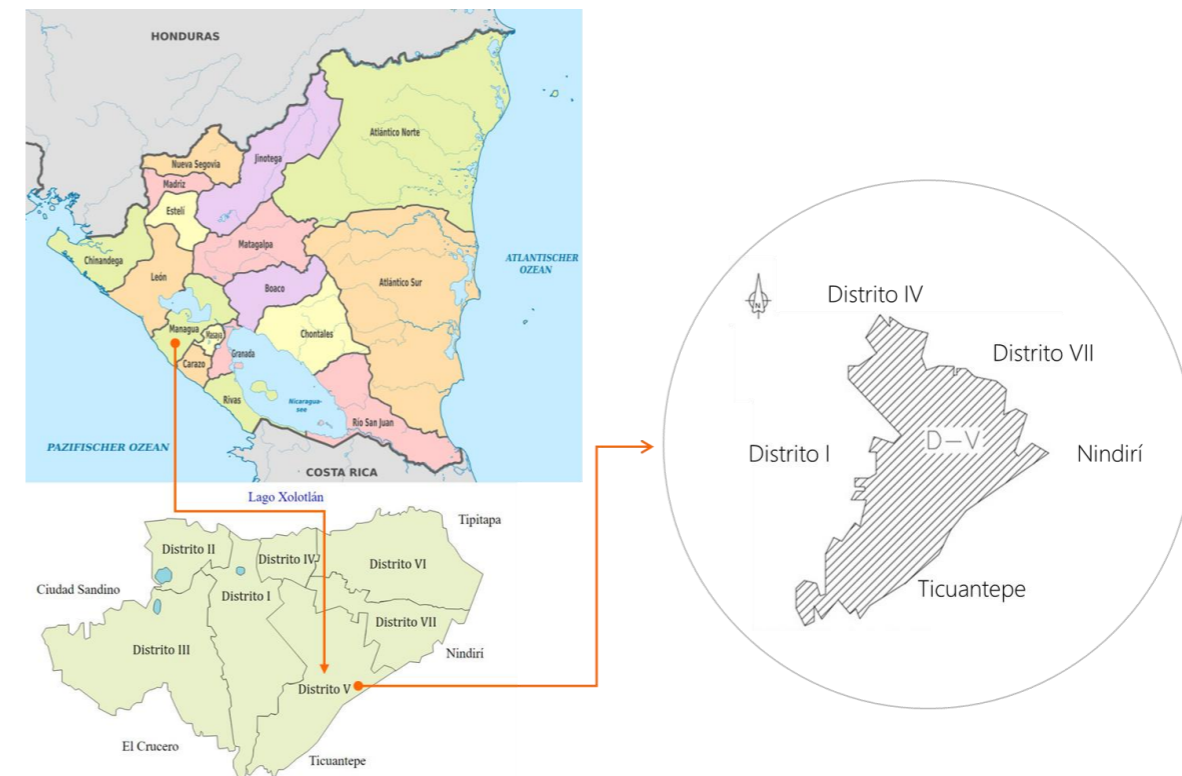 HONDURAS
Atlántico Norte
Jinotega
Nueva Segovia
Madriz
Estelí
Matagalpa
Chinandega
León
ATLANTISCHER
OZEAN
Boaco
Atlántico Sur
Managua
Masaya
Chontales
Granada
Carazo
Rivas
Nicaragua-
see
Río San Juan
PAZIFISCHER OZEAN
COSTA RICA
Lago Xolotlán
Tipitapa
Distrito II
Distrito IV
Distrito VI
Ciudad Sandino
Distrito I
Distrito VII
Distrito III
Nindirí
Distrito V
El Crucero
Ticuantepe
N
Distrito IV
Distrito VII
D-V
Distrito I
Nindirí
Ticuantepe